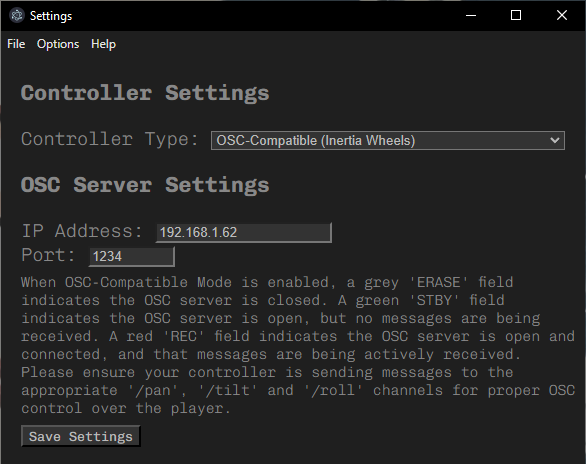 Settings
File Options Help
Controller Settings
Controller Type: OSC-Compatible (Inertia Wheels)
OSC Server Settings
IP Address: 192.168.1.62
Port: 1234
When OSC-Compatible Mode is enabled, a grey 'ERASE' field
indicates the OSC server is closed. A green 'STBY' field
indicates the OSC server is open, but no messages are being
received. A red 'REC' field indicates the OSC server is open and
connected, and that messages are being actively received.
Please ensure your controller is sending messages to the
appropriate '/pan', '/tilt' and '/roll' channels for proper OSC
control over the player.
Save Settings